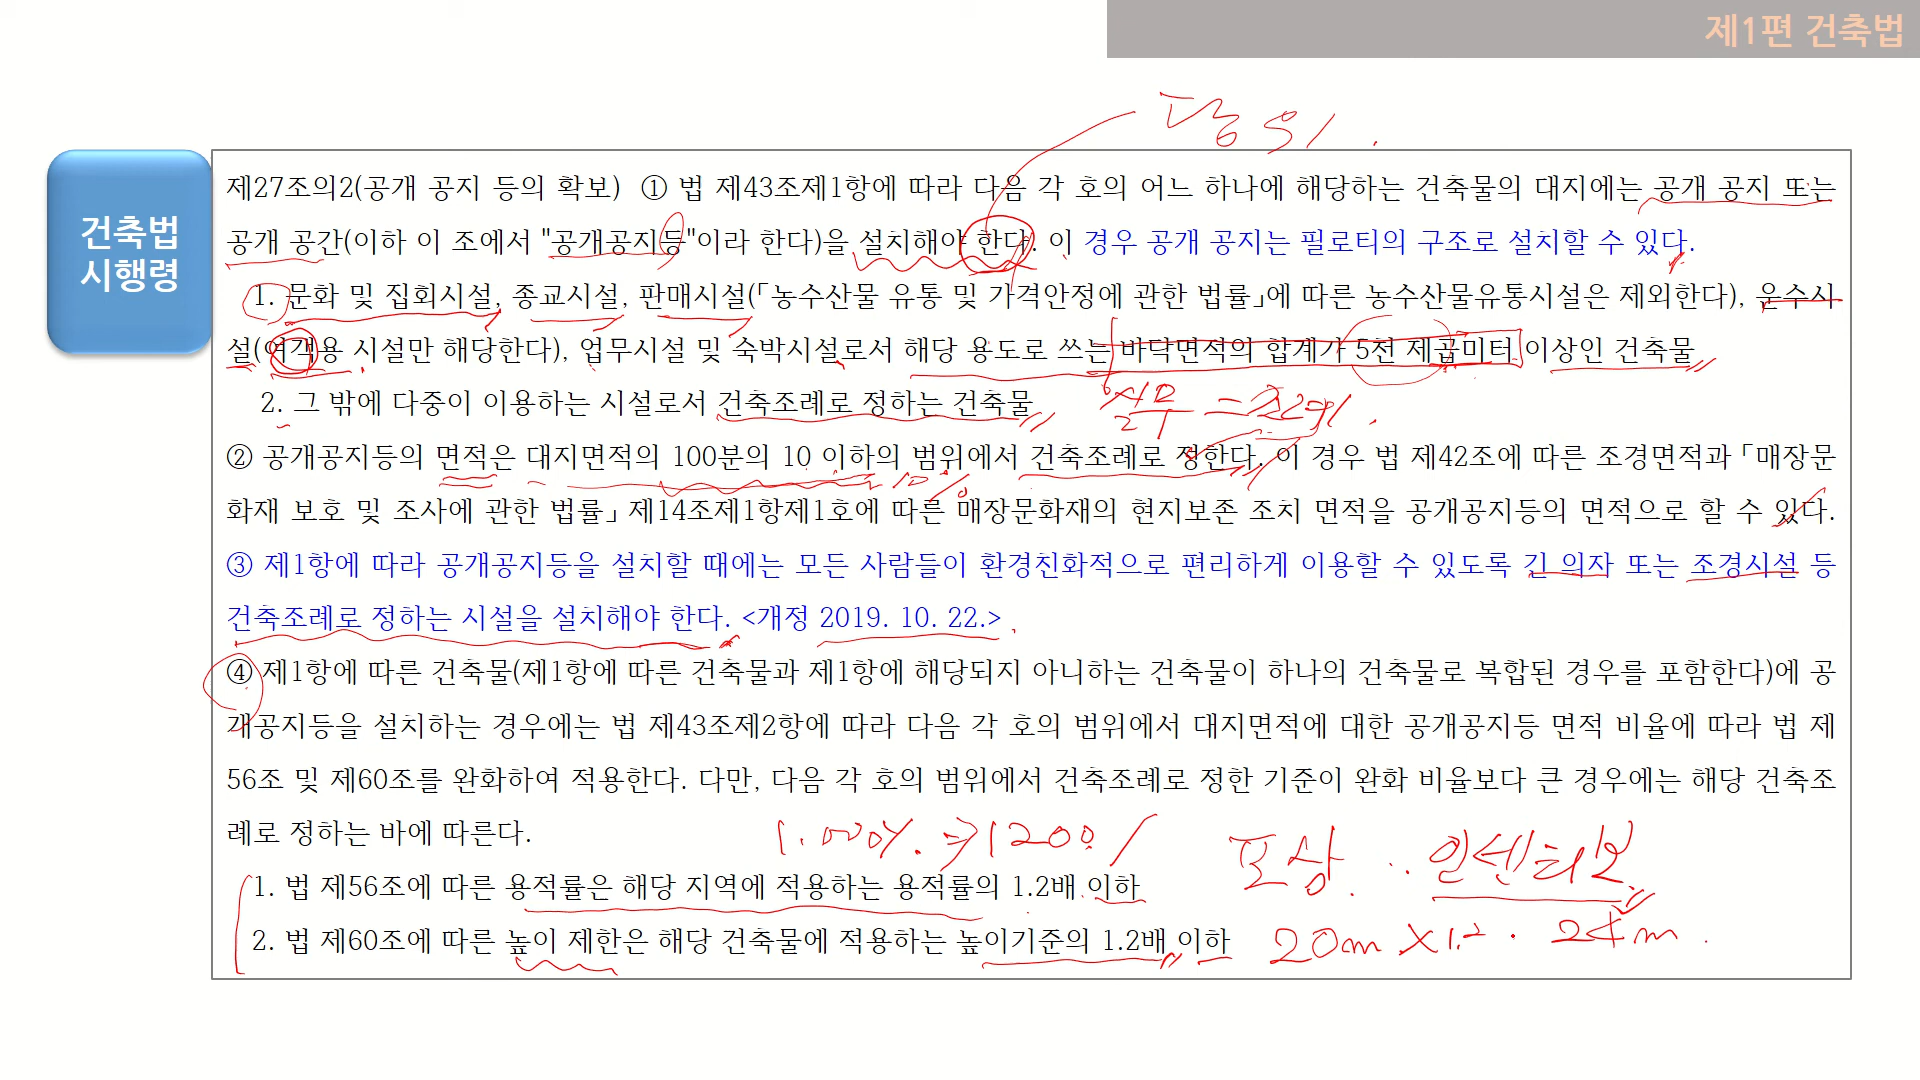 제1편 건축법
당위.
건축법
시행령
제27조의2(공개 공지 등의 확보) ① 법 제43조제1항에 따라 다음 각 호의 어느 하나에 해당하는 건축물의 대지에는 공개 공지 또는
공개 공간(이하 이 조에서 "공개공지등"이라 한다)을 설치해야 한다. 이 경우 공개 공지는 필로티의 구조로 설치할 수 있다.
1. 문화 및 집회시설, 종교시설, 판매시설(「농수산물 유통 및 가격안정에 관한 법률」에 따른 농수산물유통시설은 제외한다), 운수시
설(여객용 시설만 해당한다), 업무시설 및 숙박시설로서 해당 용도로 쓰는 바닥면적의 합계가 5천 제곱미터 이상인 건축물
2. 그 밖에 다중이 이용하는 시설로서 건축조례로 정하는 건축물
② 공개공지등의 면적은 대지면적의 100분의 10 이하의 범위에서 건축조례로 정한다. 이 경우 법 제42조에 따른 조경면적과 「매장문
10%
화재 보호 및 조사에 관한 법률」 제14조제1항제1호에 따른 매장문화재의 현지보존 조치 면적을 공개공지등의 면적으로 할 수 있다.
③ 제1항에 따라 공개공지등을 설치할 때에는 모든 사람들이 환경친화적으로 편리하게 이용할 수 있도록 긴 의자 또는 조경시설 등
건축조례로 정하는 시설을 설치해야 한다. <개정 2019. 10. 22.>
④ 제1항에 따른 건축물(제1항에 따른 건축물과 제1항에 해당되지 아니하는 건축물이 하나의 건축물로 복합된 경우를 포함한다)에 공
개공지등을 설치하는 경우에는 법 제43조제2항에 따라 다음 각 호의 범위에서 대지면적에 대한 공개공지등 면적 비율에 따라 법 제
56조 및 제60조를 완화하여 적용한다. 다만, 다음 각 호의 범위에서 건축조례로 정한 기준이 완화 비율보다 큰 경우에는 해당 건축조
례로 정하는 바에 따른다.
포상. 인센티브
1. 법 제56조에 따른 용적률은 해당 지역에 적용하는 용적률의 1.2배 이하
2. 법 제60조에 따른 높이 제한은 해당 건축물에 적용하는 높이기준의 1.2배 이하
20m × 1.2 . 24m.